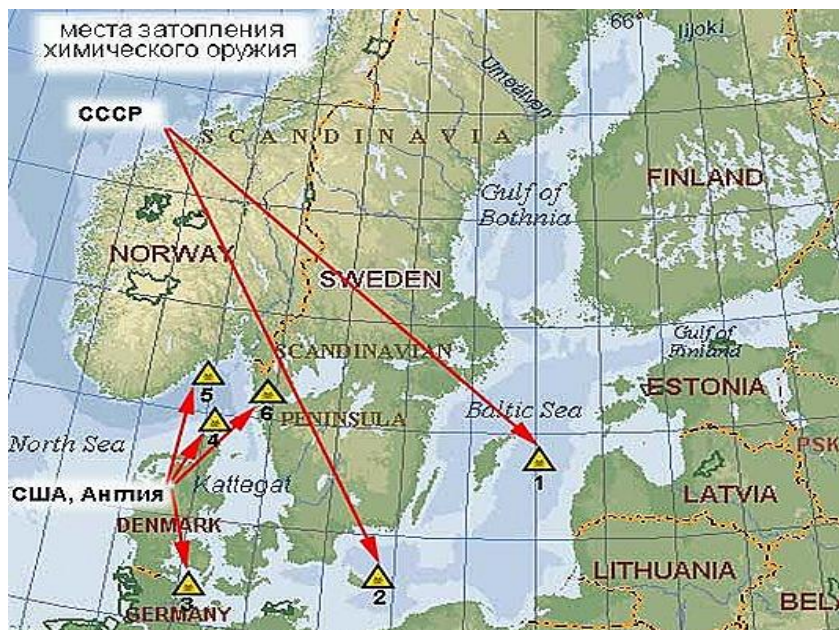 места затопления
химического оружия
66°
Iijoki
Umeälven
СССР
SCANDINAVIA
FINLAND
Gulf of
Bothnia
NORWAY
SWEDEN
Gulf of
Finland
SCANDINAVIAN
5
6
ESTONIA
PENINSULA
Baltic Sea
4
North Sea
PSK
1
Kattegat
США, Англия
LATVIA
DENMARK
LITHUANIA
3
2
GERMANY
BEL